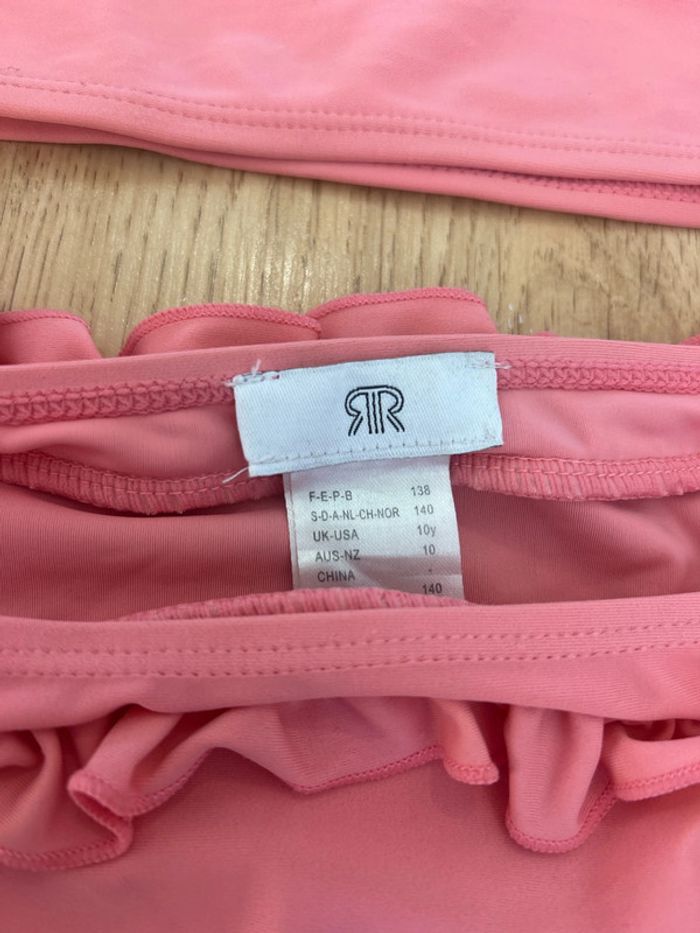 RR
F-E-P-B 138
S-D-A-NL-CH-NOR 140
UK-USA 10y
AUS-NZ 10
CHINA -
140